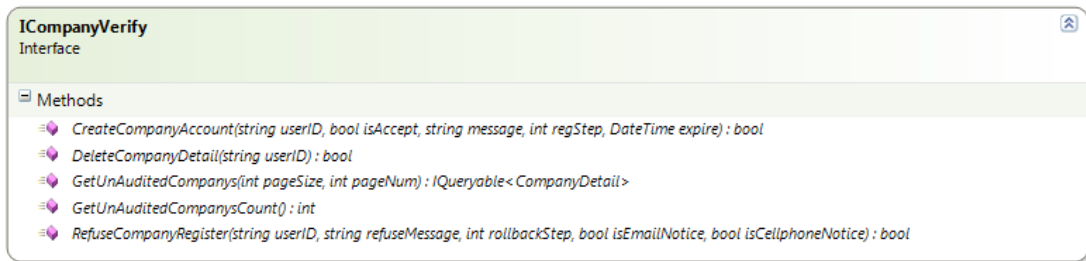 ICompanyVerify
Interface
Methods
CreateCompanyAccount(string userID, bool isAccept, string message, int regStep, DateTime expire) : bool
DeleteCompanyDetail(string userID) : bool
GetUnAuditedCompanys(int pageSize, int pageNum) : IQueryable<CompanyDetail>
GetUnAuditedCompanysCount() : int
RefuseCompanyRegister(string userID, string refuseMessage, int rollbackStep, bool isEmailNotice, bool isCellphoneNotice) : bool